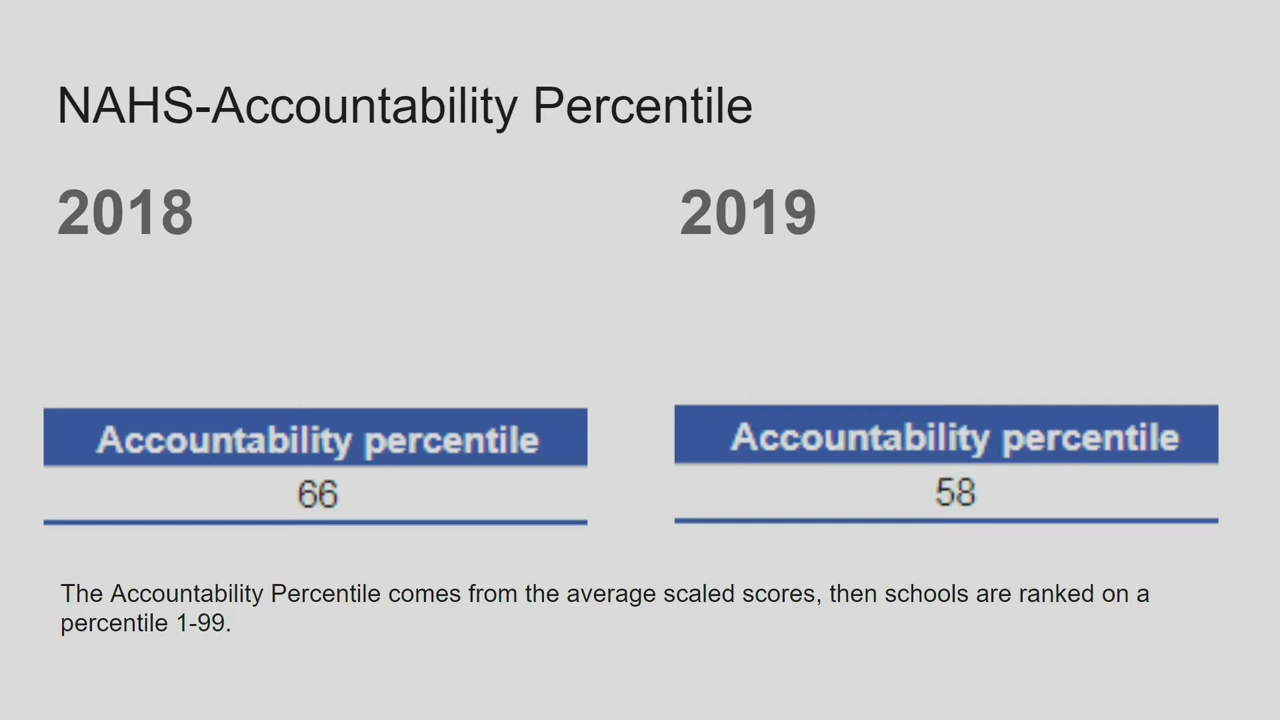 NAHS-Accountability Percentile
2018
2019
Accountability percentile
66
Accountability percentile
58
The Accountability Percentile comes from the average scaled scores, then schools are ranked on a
percentile 1-99.